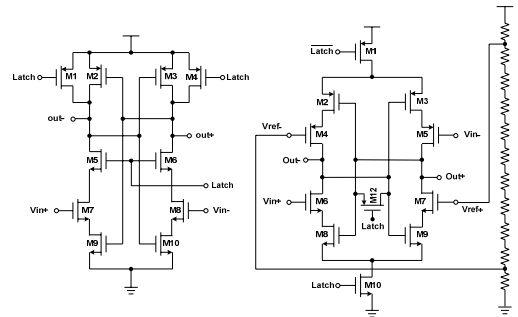 M1
M2
M3
M4
Latch
Latch
out-
out+
M5
M6
Latch
Vin+
M7
M8
Vin-
M9
M10
Latch
M1
M2
M3
Vref-
M4
M5
Vin-
Out-
Out+
Vin+
M6
M12
M7
Vref+
Latch
M8
M9
Latch
M10